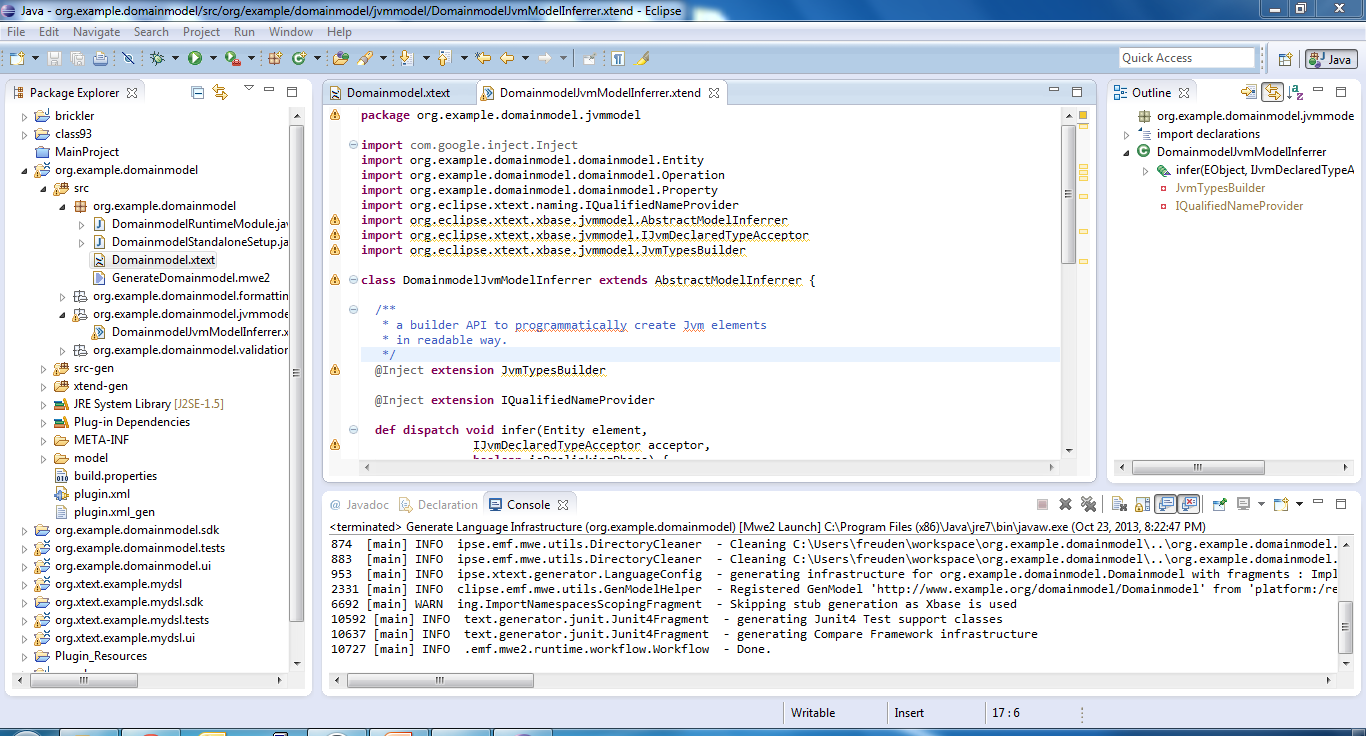 Java - org.example.domainmodel/src/org/example/domainmodel/jvmmodel/DomainmodelJvmModelInferrer.xtend - Eclipse
File Edit Navigate Search Project Run Window Help
Quick Access
Java
Package Explorer
brickler
class93
MainProject
org.example.domainmodel
src
org.example.domainmodel
DomainmodelRuntimeModule.ja
DomainmodelStandaloneSetup.ja
Domainmodel.xtext
GenerateDomainmodel.mwe2
org.example.domainmodel.formattin
org.example.domainmodel.jvmmode
DomainmodelJvmModelInferrer.x
org.example.domainmodel.validation
src-gen
xtend-gen
JRE System Library [J2SE-1.5]
Plug-in Dependencies
META-INF
model
build.properties
plugin.xml
plugin.xml_gen
org.example.domainmodel.sdk
org.example.domainmodel.tests
org.example.domainmodel.ui
org.xtext.example.mydsl
org.xtext.example.mydsl.sdk
org.xtext.example.mydsl.tests
org.xtext.example.mydsl.ui
Plugin_Resources
Domainmodel.xtext DomainmodelJvmModelInferrer.xtend
package org.example.domainmodel.jvmmodel
import com.google.inject.Inject
import org.example.domainmodel.domainmodel.Entity
import org.example.domainmodel.domainmodel.Operation
import org.example.domainmodel.domainmodel.Property
import org.eclipse.xtext.naming.IQualifiedNameProvider
import org.eclipse.xtext.xbase.jvmmodel.AbstractModelInferrer
import org.eclipse.xtext.xbase.jvmmodel.IJvmDeclaredTypeAcceptor
import org.eclipse.xtext.xbase.jvmmodel.JvmTypesBuilder
class DomainmodelJvmModelInferrer extends AbstractModelInferrer {
/**
* a builder API to programmatically create Jvm elements
* in readable way.
*/
@Inject extension JvmTypesBuilder
@Inject extension IQualifiedNameProvider
def dispatch void infer(Entity element,
IJvmDeclaredTypeAcceptor acceptor,
boolean isPrelinkingPhase) {
Outline
org.example.domainmodel.jvmmode
import declarations
DomainmodelJvmModelInferrer
infer(EObject, IJvmDeclaredTypeA
JvmTypesBuilder
IQualifiedNameProvider
@ Javadoc Declaration Console
<terminated> Generate Language Infrastructure (org.example.domainmodel) [Mwe2 Launch] C:\Program Files (x86)\Java\jre7\bin\javaw.exe (Oct 23, 2013, 8:22:47 PM)
874 [main] INFO ipse.emf.mwe.utils.DirectoryCleaner - Cleaning C:\Users\freuden\workspace\org.example.domainmodel\..\org.example.domainmodel.
883 [main] INFO ipse.emf.mwe.utils.DirectoryCleaner - Cleaning C:\Users\freuden\workspace\org.example.domainmodel\..\org.example.domainmodel.
953 [main] INFO ipse.xtext.generator.LanguageConfig - generating infrastructure for org.example.domainmodel.Domainmodel with fragments : Impl
2331 [main] INFO clipse.emf.mwe.utils.GenModelHelper - Registered GenModel 'http://www.example.org/domainmodel/Domainmodel' from 'platform:/re
6692 [main] WARN ing.ImportNamespacesScopingFragment - Skipping stub generation as Xbase is used
10592 [main] INFO text.generator.junit.Junit4Fragment - generating Junit4 Test support classes
10637 [main] INFO text.generator.junit.Junit4Fragment - generating Compare Framework infrastructure
10727 [main] INFO .emf.mwe2.runtime.workflow.Workflow - Done.
Writable Insert 17 : 6